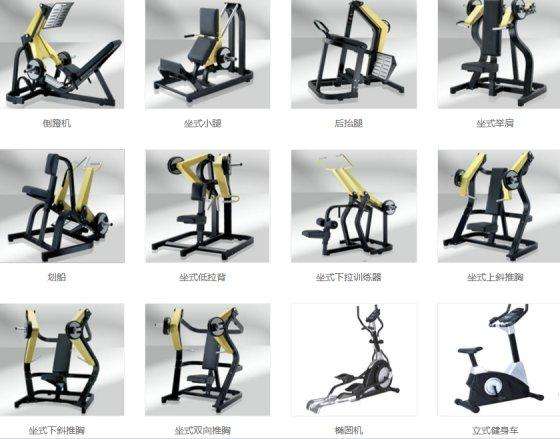 倒蹬机
坐式小腿
后抬腿
坐式举肩
划船
坐式低拉背
坐式下拉训练器
坐式上斜推胸
坐式下斜推胸
坐式双向推胸
椭圆机
立式健身车